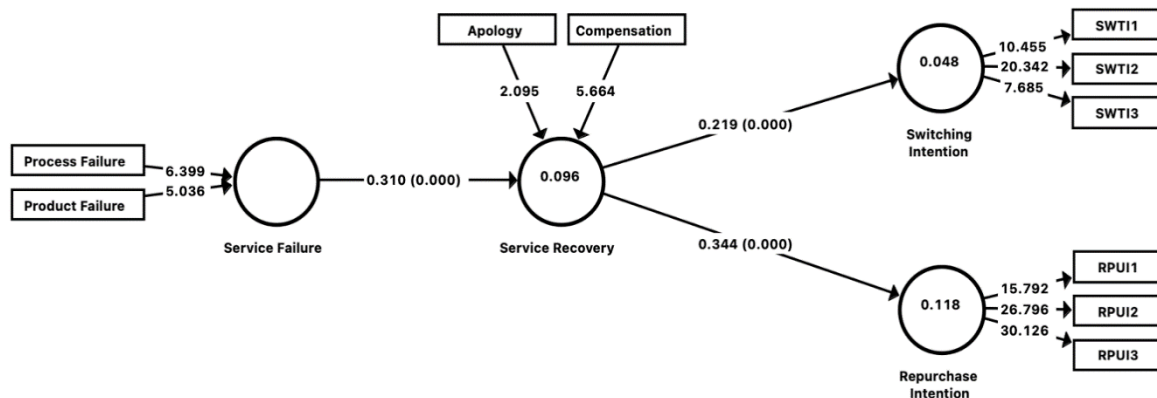 Apology
Compensation
2.095
5.664
Process Failure
Product Failure
6.399
5.036
Service Failure
0.310 (0.000)
0.096
Service Recovery
0.219 (0.000)
0.344 (0.000)
0.048
Switching
Intention
10.455
20.342
7.685
SWTI1
SWTI2
SWTI3
0.118
Repurchase
Intention
15.792
26.796
30.126
RPUI1
RPUI2
RPUI3